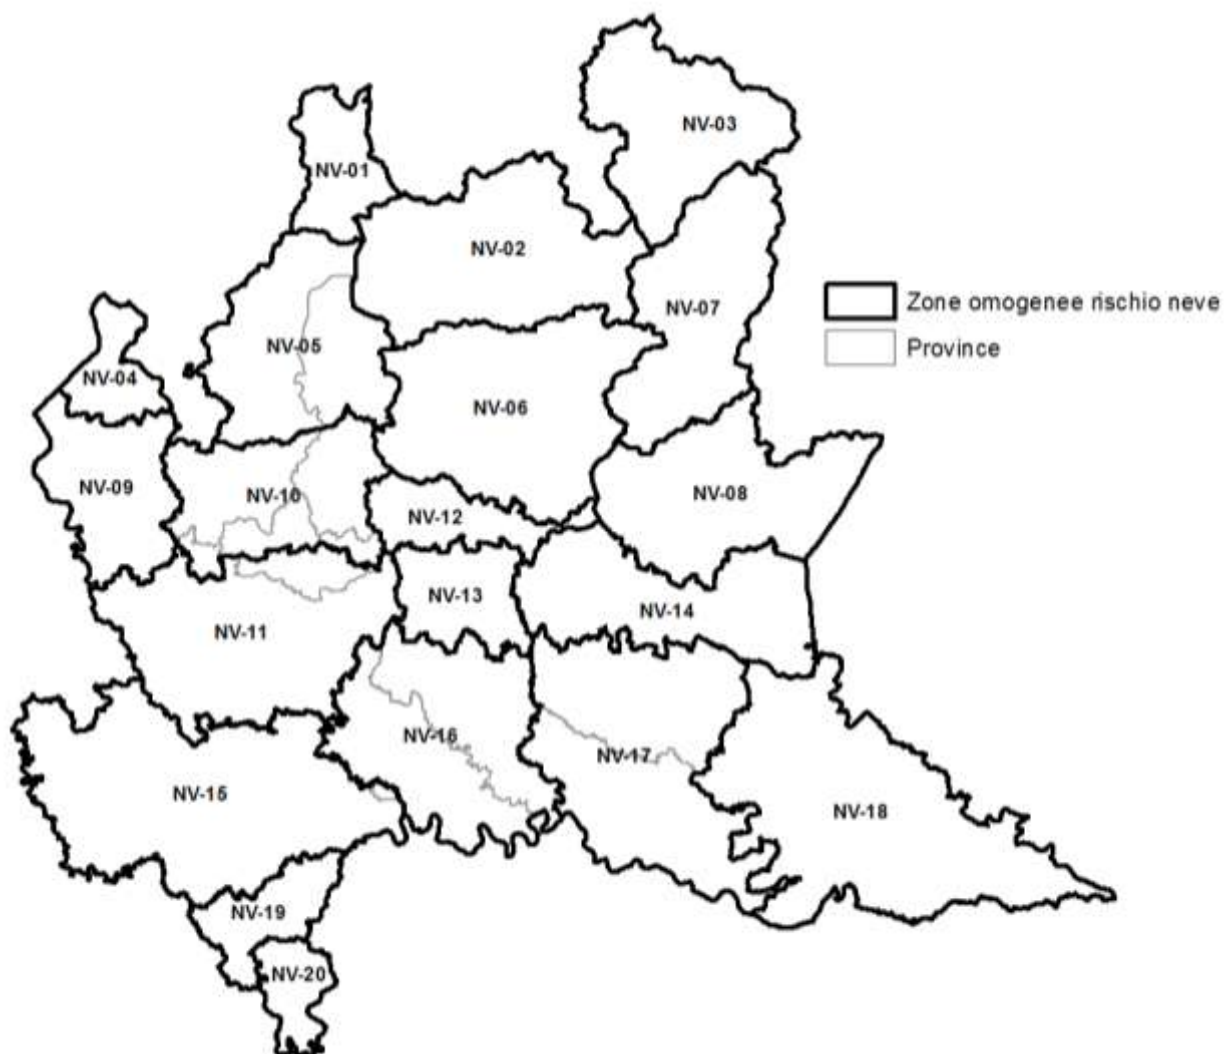 NV-03
NV-01
NV-02
Zone omogenee rischio neve
NV-07
NV-05
Province
NV-04
NV-06
NV-09
NV-10
NV-08
NV-12
NV-13
NV-14
NV-11
NV-16
NV-17
NV-15
NV-18
NV-19
NV-20